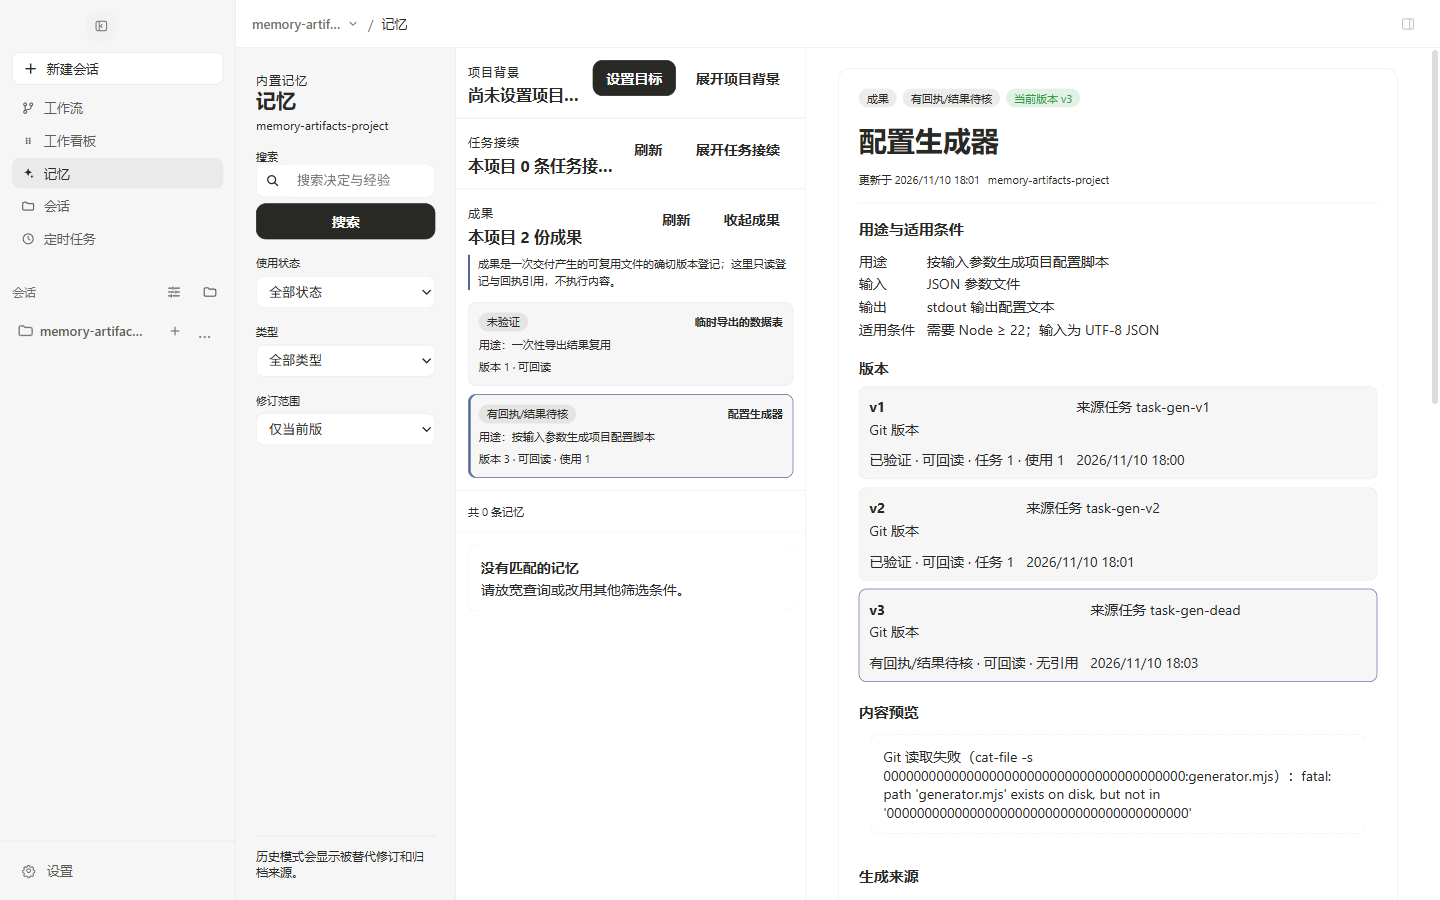 memory-artif... / 记忆
新建会话
工作流
工作看板
记忆
会话
定时任务
会话
memory-artifac...
设置
内置记忆
记忆
memory-artifacts-project
搜索
搜索决定与经验
搜索
使用状态
全部状态
类型
全部类型
修订范围
仅当前版
历史模式会显示被替代修订和归
档来源。
项目背景
尚未设置项目...
设置目标
展开项目背景
任务接续
本项目 0 条任务接...
刷新
展开任务接续
成果
本项目 2 份成果
刷新
收起成果
成果是一次交付产生的可复用文件的确切版本登记；这里只读登
记与回执引用，不执行内容。
未验证
临时导出的数据表
用途：一次性导出结果复用
版本 1 · 可回读
有回执/结果待核
配置生成器
用途：按输入参数生成项目配置脚本
版本 3 · 可回读 · 使用 1
共 0 条记忆
没有匹配的记忆
请放宽查询或改用其他筛选条件。
成果 有回执/结果待核 当前版本 v3
配置生成器
更新于 2026/11/10 18:01 memory-artifacts-project
用途与适用条件
用途 按输入参数生成项目配置脚本
输入 JSON 参数文件
输出 stdout 输出配置文本
适用条件 需要 Node ≥ 22；输入为 UTF-8 JSON
版本
v1 来源任务 task-gen-v1
Git 版本
已验证 · 可回读 · 任务 1 · 使用 1 2026/11/10 18:00
v2 来源任务 task-gen-v2
Git 版本
已验证 · 可回读 · 任务 1 2026/11/10 18:01
v3 来源任务 task-gen-dead
Git 版本
有回执/结果待核 · 可回读 · 无引用 2026/11/10 18:03
内容预览
Git 读取失败（cat-file -s
0000000000000000000000000000000000000000:generator.mjs）：fatal:
path 'generator.mjs' exists on disk, but not in
'0000000000000000000000000000000000000000'
生成来源